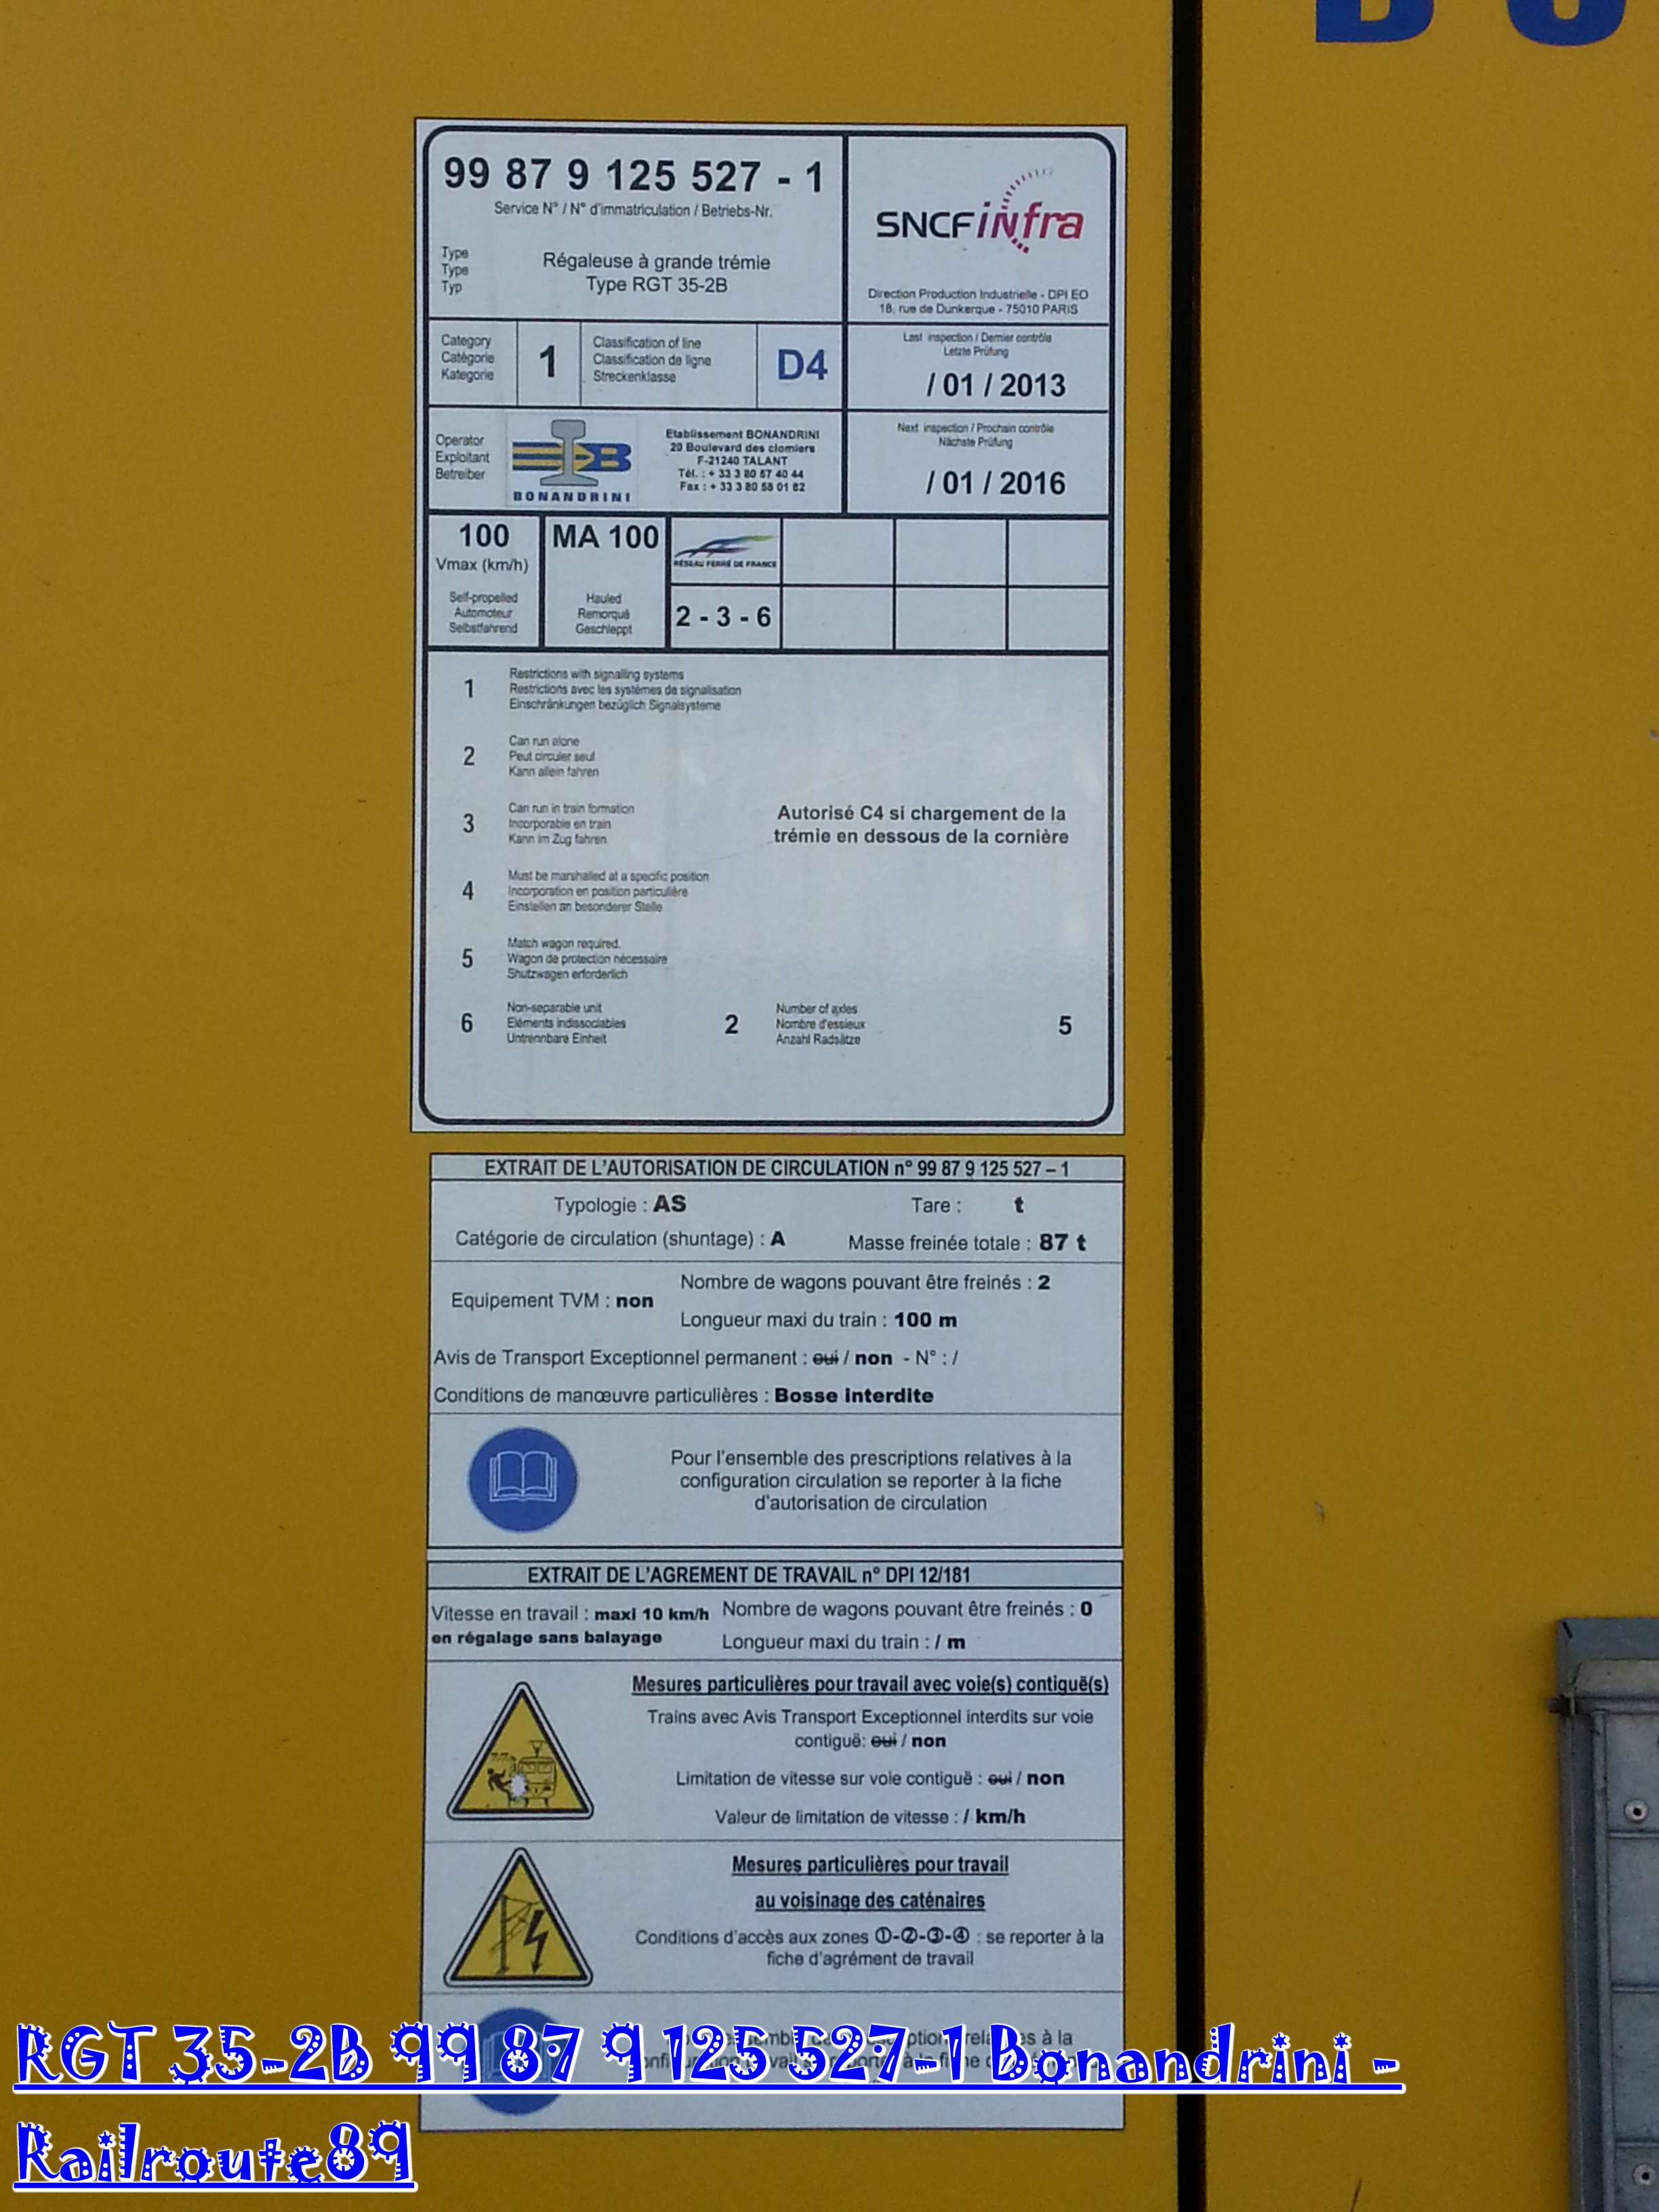 BO
99 87 9 125 527 - 1
Service N° / N° d'immatriculation / Betriebs-Nr.
SNCF infra
Type
Type
Typ
Régaleuse à grande trémie
Type RGT 35-2B
Direction Production Industrielle - DPI EO
18, rue de Dunkerque - 75010 PARIS
Category
Catégorie
Kategorie
1
Classification of line
Classification de ligne
Streckenklasse
D4
Last inspection / Dernier contrôle
Letzte Prüfung
/ 01 / 2013
Operator
Exploitant
Betreiber
B
BONANDRINI
Etablissement BONANDRINI
20 Boulevard des clomiers
F-21240 TALANT
Tél. : + 33 3 80 57 40 44
Fax : + 33 3 80 58 01 62
Next inspection / Prochain contrôle
Nächste Prüfung
/ 01 / 2016
100
Vmax (km/h)
Self-propelled
Automoteur
Selbstfahrend
MA 100
Hauled
Remorqué
Geschleppt
RÉSEAU FERRÉ DE FRANCE
2 - 3 - 6
1
Restrictions with signalling systems
Restrictions avec les systèmes de signalisation
Einschränkungen bezüglich Signalsysteme
2
Can run alone
Peut circuler seul
Kann allein fahren
3
Can run in train formation
Incorporable en train
Kann im Zug fahren
Autorisé C4 si chargement de la
trémie en dessous de la cornière
4
Must be marshalled at a specific position
Incorporation en position particulière
Einstellen an besonderer Stelle
5
Match wagon required.
Wagon de protection nécessaire
Shutzwagen erforderlich
6
Non-separable unit
Eléments indissociables
Untrennbare Einheit
2
Number of axles
Nombre d'essieux
Anzahl Radsätze
5
EXTRAIT DE L'AUTORISATION DE CIRCULATION n° 99 87 9 125 527 – 1
Typologie : AS
Tare : t
Catégorie de circulation (shuntage) : A
Masse freinée totale : 87 t
Equipement TVM : non
Nombre de wagons pouvant être freinés : 2
Longueur maxi du train : 100 m
Avis de Transport Exceptionnel permanent : oui / non - N° : /
Conditions de manœuvre particulières : Bosse interdite
Pour l'ensemble des prescriptions relatives à la
configuration circulation se reporter à la fiche
d'autorisation de circulation
EXTRAIT DE L'AGREMENT DE TRAVAIL n° DPI 12/181
Vitesse en travail : maxi 10 km/h
en régalage sans balayage
Nombre de wagons pouvant être freinés : 0
Longueur maxi du train : / m
Mesures particulières pour travail avec voie(s) contiguë(s)
Trains avec Avis Transport Exceptionnel interdits sur voie
contiguë: oui / non
Limitation de vitesse sur voie contiguë : oui / non
Valeur de limitation de vitesse : / km/h
Mesures particulières pour travail
au voisinage des caténaires
Conditions d'accès aux zones ①-②-③-④ : se reporter à la
fiche d'agrément de travail
à la
RGT 35-2B 99 87 9 125 527-1 Bonandrini -
Railroute89